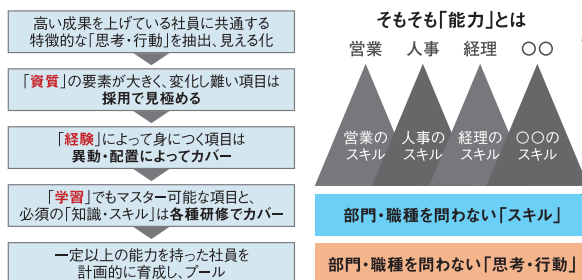 高い成果を上げている社員に共通する
特徴的な「思考・行動」を抽出、見える化
「資質」の要素が大きく、変化し難い項目は
採用で見極める
「経験」によって身につく項目は
異動・配置によってカバー
「学習」でもマスター可能な項目と、
必須の「知識・スキル」は各種研修でカバー
一定以上の能力を持った社員を
計画的に育成し、プール
そもそも「能力」とは
営業 人事 経理 〇〇
営業の
スキル
人事の
スキル
経理の
スキル
〇〇の
スキル
部門・職種を問わない「スキル」
部門・職種を問わない「思考・行動」